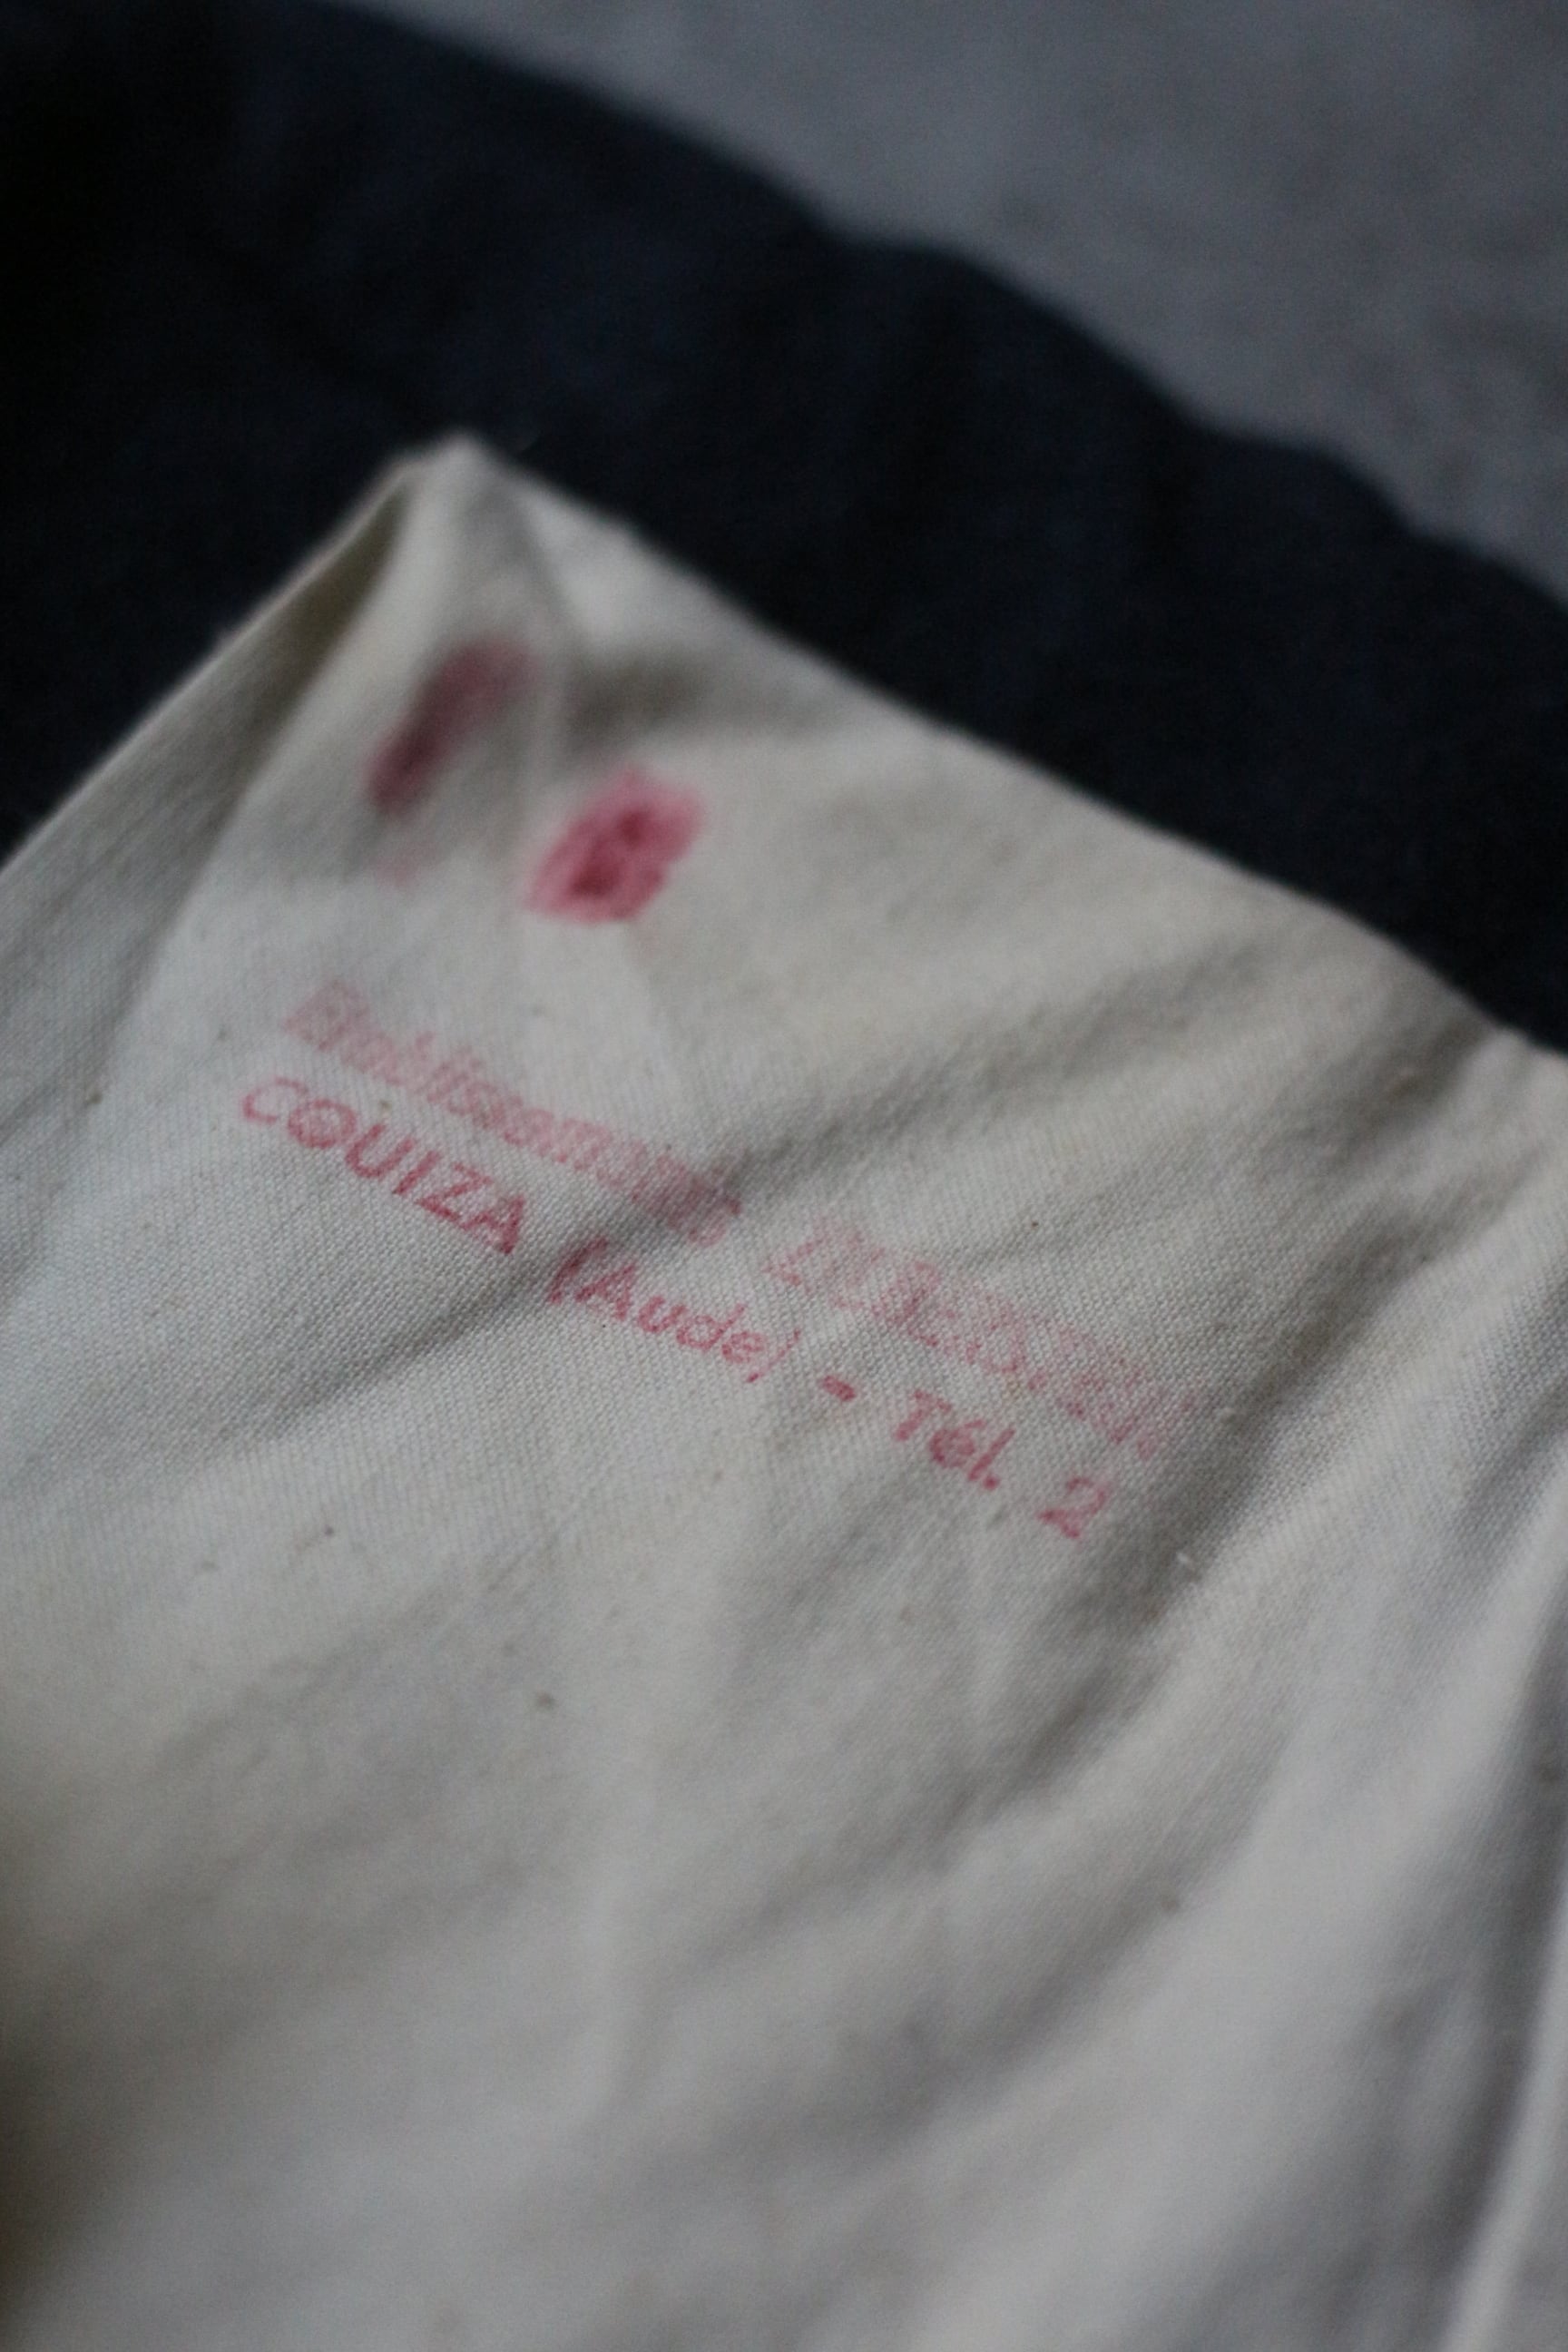 Etablissements
COUIZA (Aude) - Tél. 2